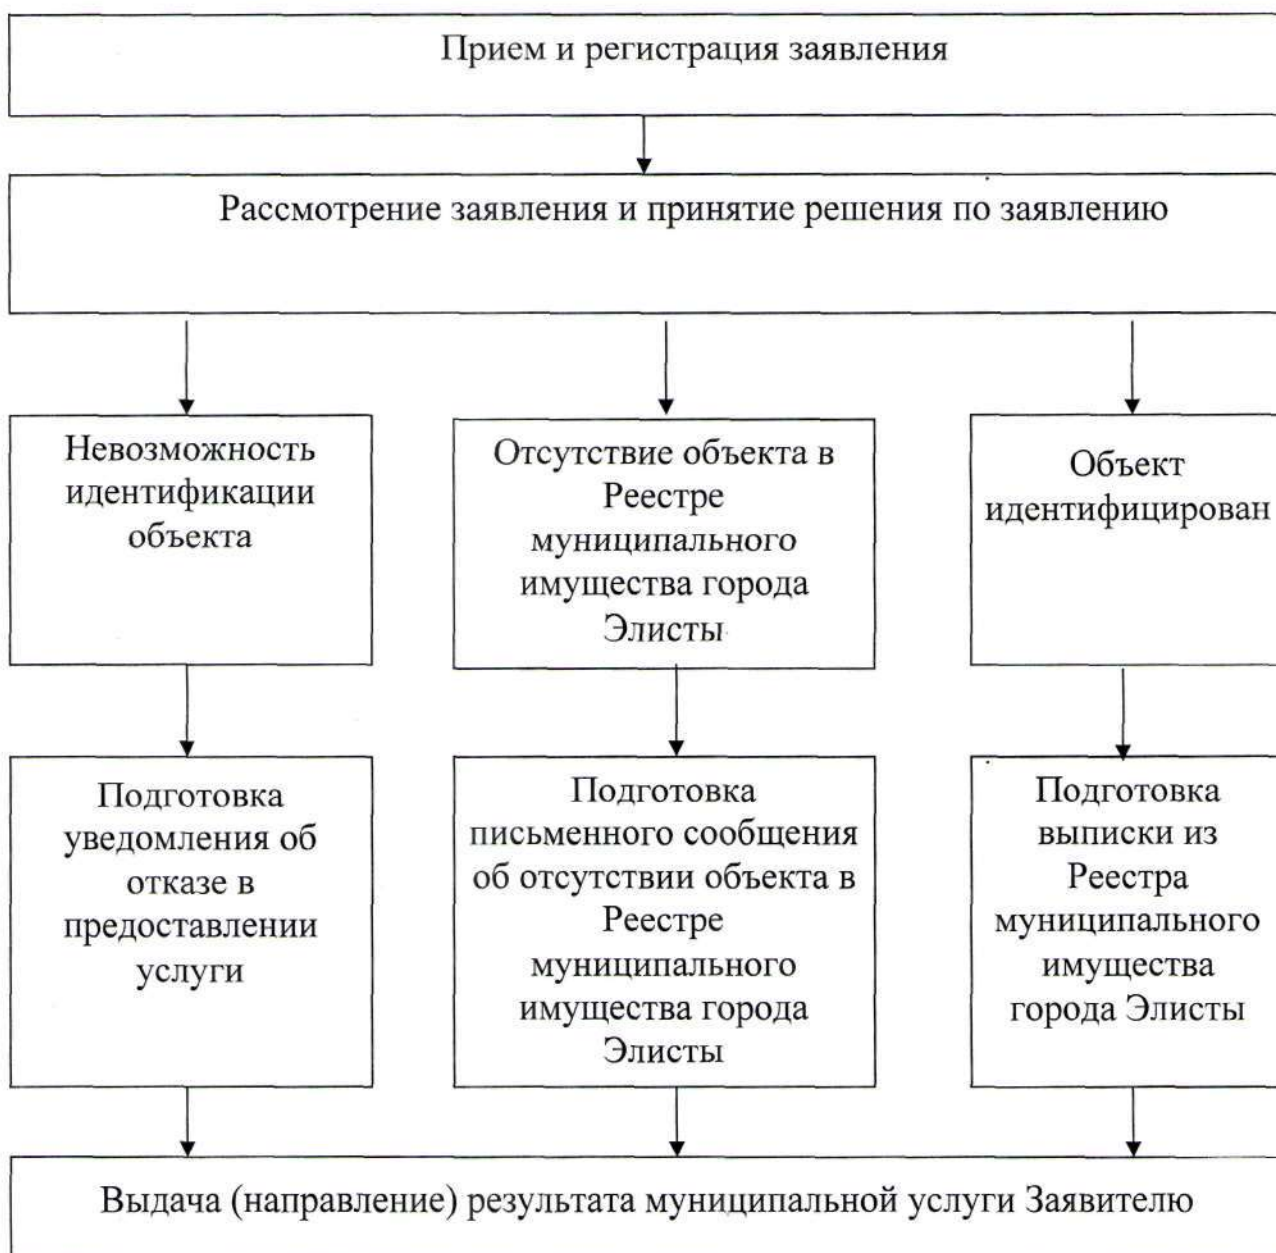 Прием и регистрация заявления
Рассмотрение заявления и принятие решения по заявлению
Невозможность
идентификации
объекта
Отсутствие объекта в
Реестре
муниципального
имущества города
Элисты
Объект
идентифицирован
Подготовка
уведомления об
отказе в
предоставлении
услуги
Подготовка
письменного сообщения
об отсутствии объекта в
Реестре
муниципального
имущества города
Элисты
Подготовка
выписки из
Реестра
муниципального
имущества
города Элисты
Выдача (направление) результата муниципальной услуги Заявителю